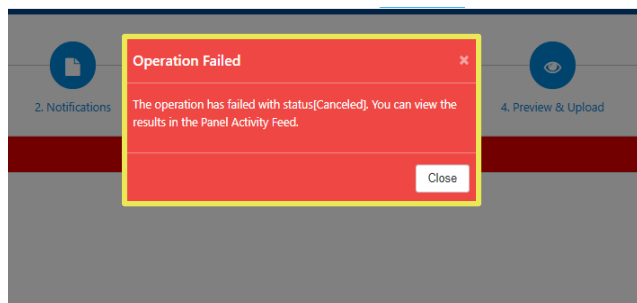 Operation Failed ×
2. Notifications
The operation has failed with status[Canceled]. You can view the
results in the Panel Activity Feed.
4. Preview & Upload
Close